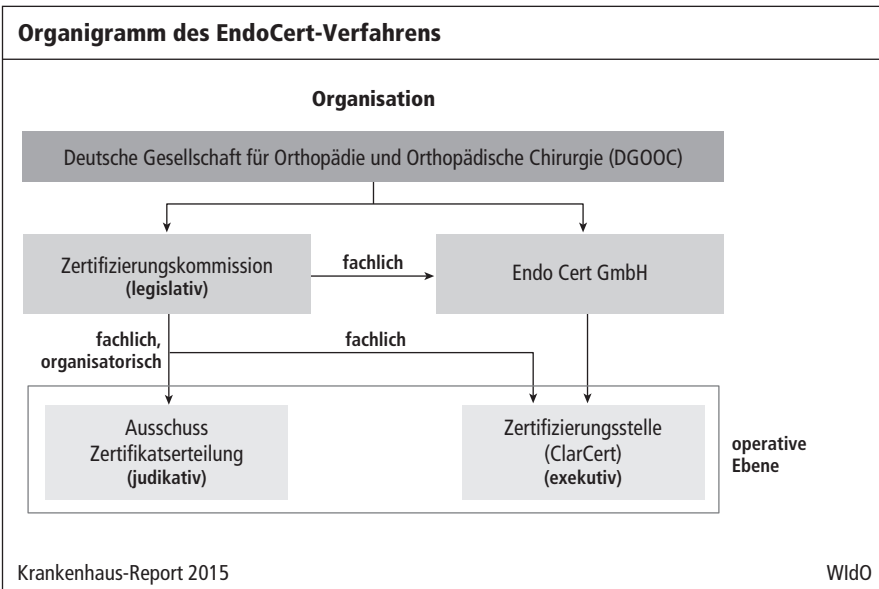 Organigramm des EndoCert-Verfahrens
Organisation
Deutsche Gesellschaft für Orthopädie und Orthopädische Chirurgie (DGOOC)
Zertifizierungskommission
(legislativ)
fachlich
Endo Cert GmbH
fachlich,
organisatorisch
fachlich
Ausschuss
Zertifikatserteilung
(judikativ)
Zertifizierungsstelle
(ClarCert)
(exekutiv)
operative
Ebene
Krankenhaus-Report 2015
WIdO